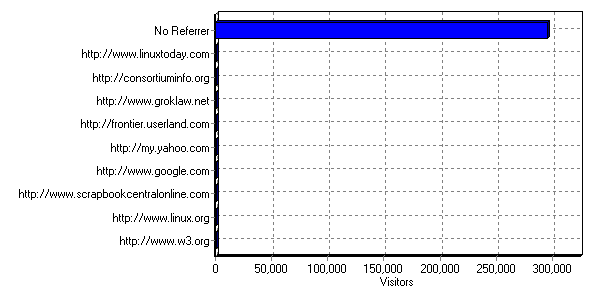 No Referrer
http://www.linuxtoday.com
http://consortiuminfo.org
http://www.groklaw.net
http://frontier.userland.com
http://my.yahoo.com
http://www.google.com
http://www.scrapbookcentralonline.com
http://www.linux.org
http://www.w3.org
0 50,000 100,000 150,000 200,000 250,000 300,000
Visitors